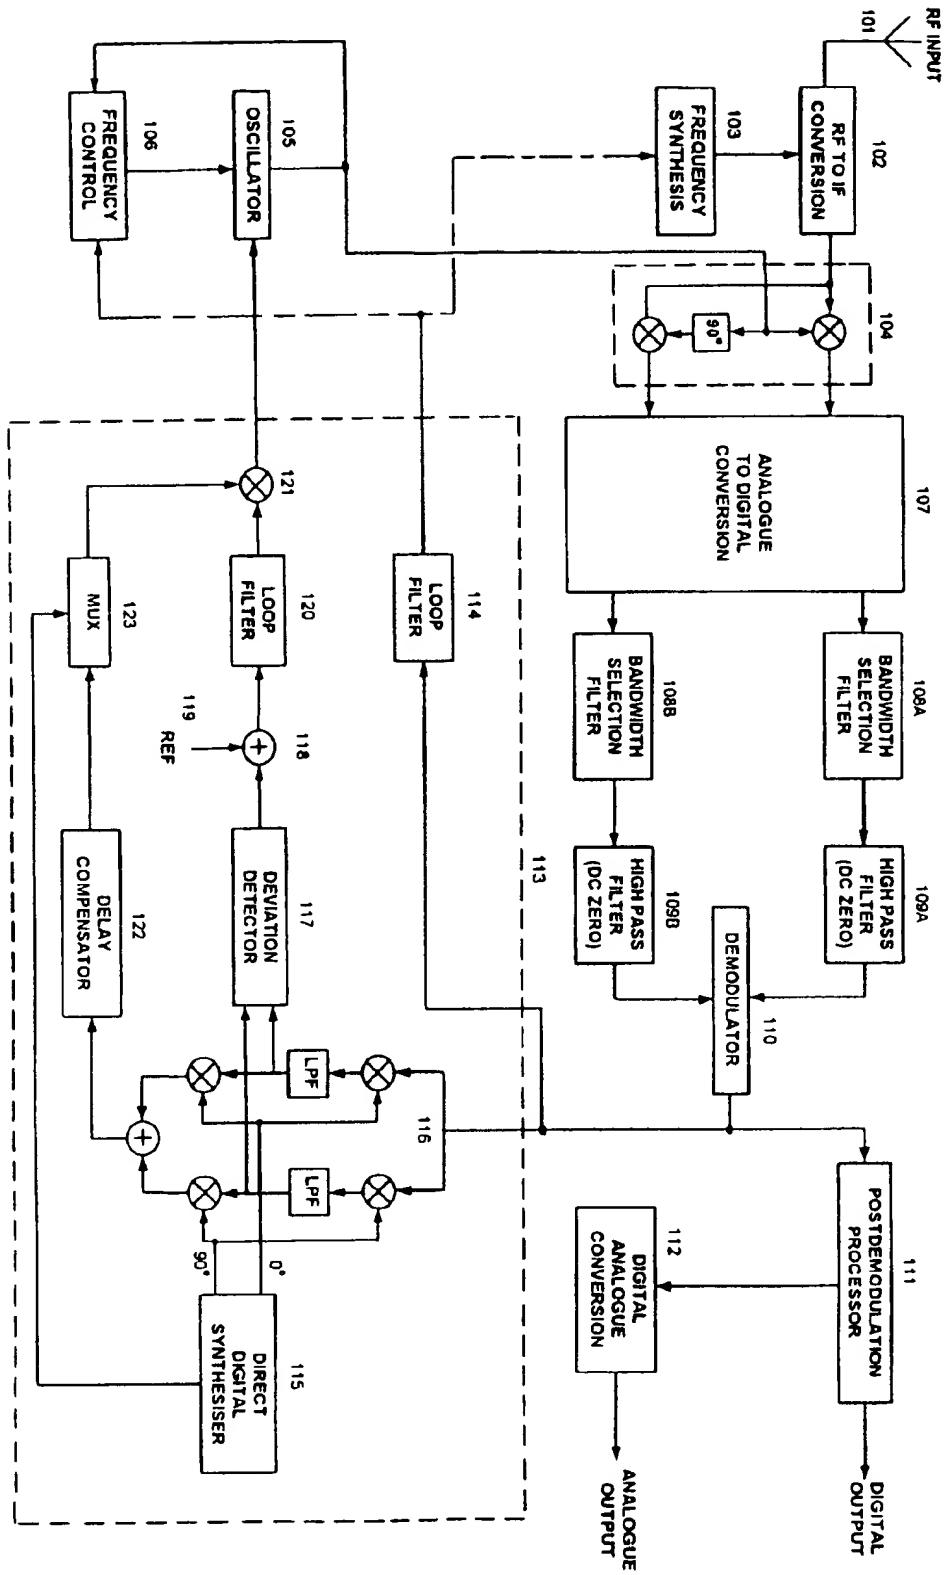 RF INPUT
101
RF TO IF
CONVERSION
102
FREQUENCY
SYNTHESIS
103
104
90°
OSCILLATOR
105
FREQUENCY
CONTROL
106
ANALOGUE
TO DIGITAL
CONVERSION
107
BANDWIDTH
SELECTION
FILTER
108A
BANDWIDTH
SELECTION
FILTER
108B
HIGH PASS
FILTER
(DC ZERO)
109A
HIGH PASS
FILTER
(DC ZERO)
109B
DEMODULATOR
110
POSTDEMODULATION
PROCESSOR
111
DIGITAL
OUTPUT
DIGITAL
ANALOGUE
CONVERSION
112
ANALOGUE
OUTPUT
113
LOOP
FILTER
114
121
LOOP
FILTER
120
118
119
REF
DEVIATION
DETECTOR
117
LPF
LPF
116
0°
90°
DIRECT
DIGITAL
SYNTHESISER
115
MUX
123
DELAY
COMPENSATOR
122